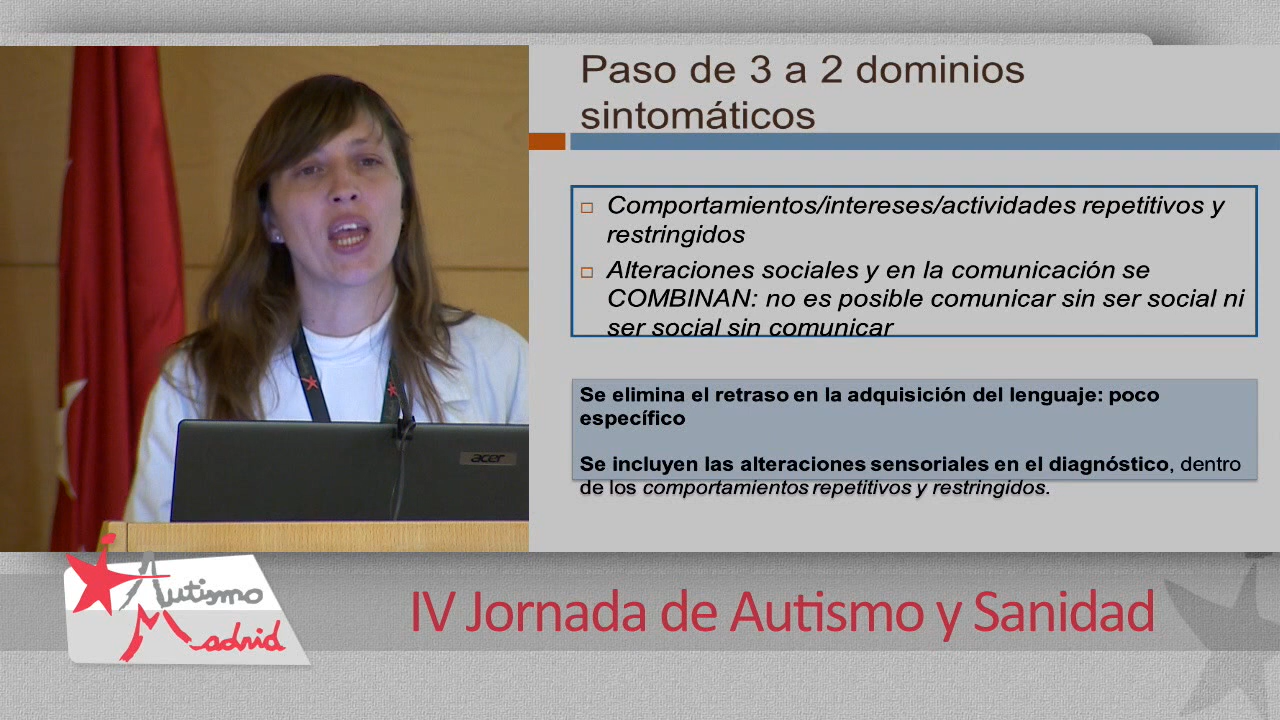 Paso de 3 a 2 dominios
sintomáticos
Comportamientos/intereses/actividades repetitivos y
restringidos
Alteraciones sociales y en la comunicación se
COMBINAN: no es posible comunicar sin ser social ni
ser social sin comunicar
Se elimina el retraso en la adquisición del lenguaje: poco
específico
Se incluyen las alteraciones sensoriales en el diagnóstico, dentro
de los comportamientos repetitivos y restringidos.
acer
Autismo
Madrid
IV Jornada de Autismo y Sanidad